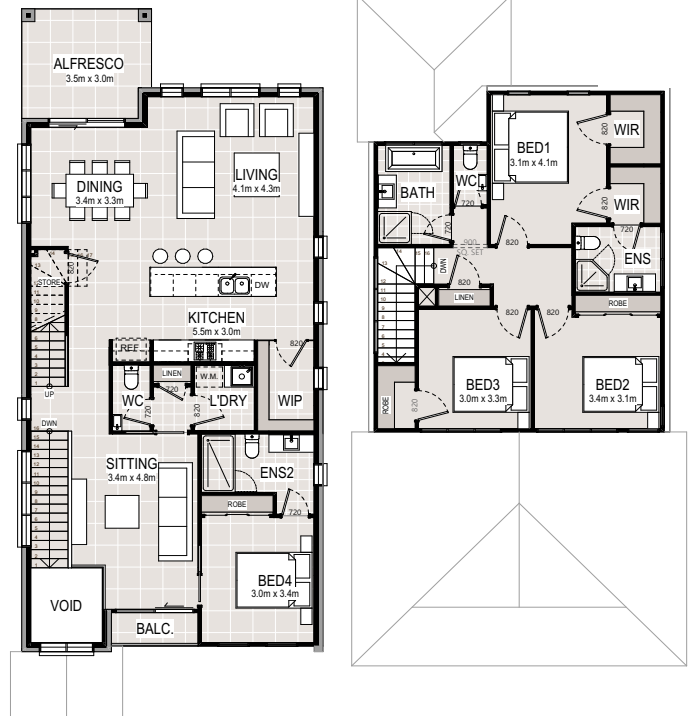 ALFRESCO
3.5m x 3.0m
LIVING
4.1m x 4.3m
DINING
3.4m x 3.3m
820
STORE
DW
KITCHEN
5.5m x 3.0m
REF
820
UP
LINEN
W.M.
WC
720
720
820
L'DRY
WIP
DWN
SITTING
3.4m x 4.8m
ENS2
ROBE
720
BED4
3.0m x 3.4m
VOID
BALC.
BED1
3.1m x 4.1m
820
WIR
WC
BATH
720
720
820
WIR
900
SQ. SET
820
720
ENS
DWN
820
LINEN
ROBE
820
820
BED3
3.0m x 3.3m
BED2
3.4m x 3.1m
ROBE
820